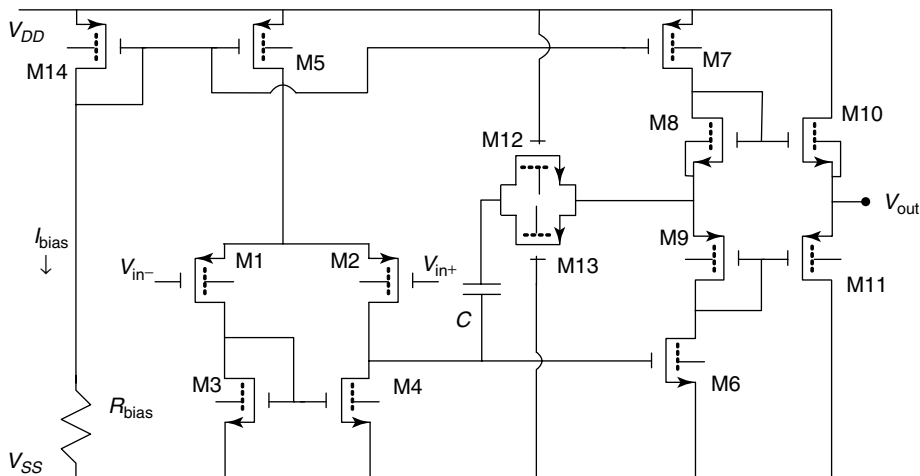 V_DD
M14
M5
M7
M8
M10
M12
V_out
I_bias
↓
M1
M2
V_in−
V_in+
M9
M13
M11
C
M3
M4
M6
R_bias
V_SS